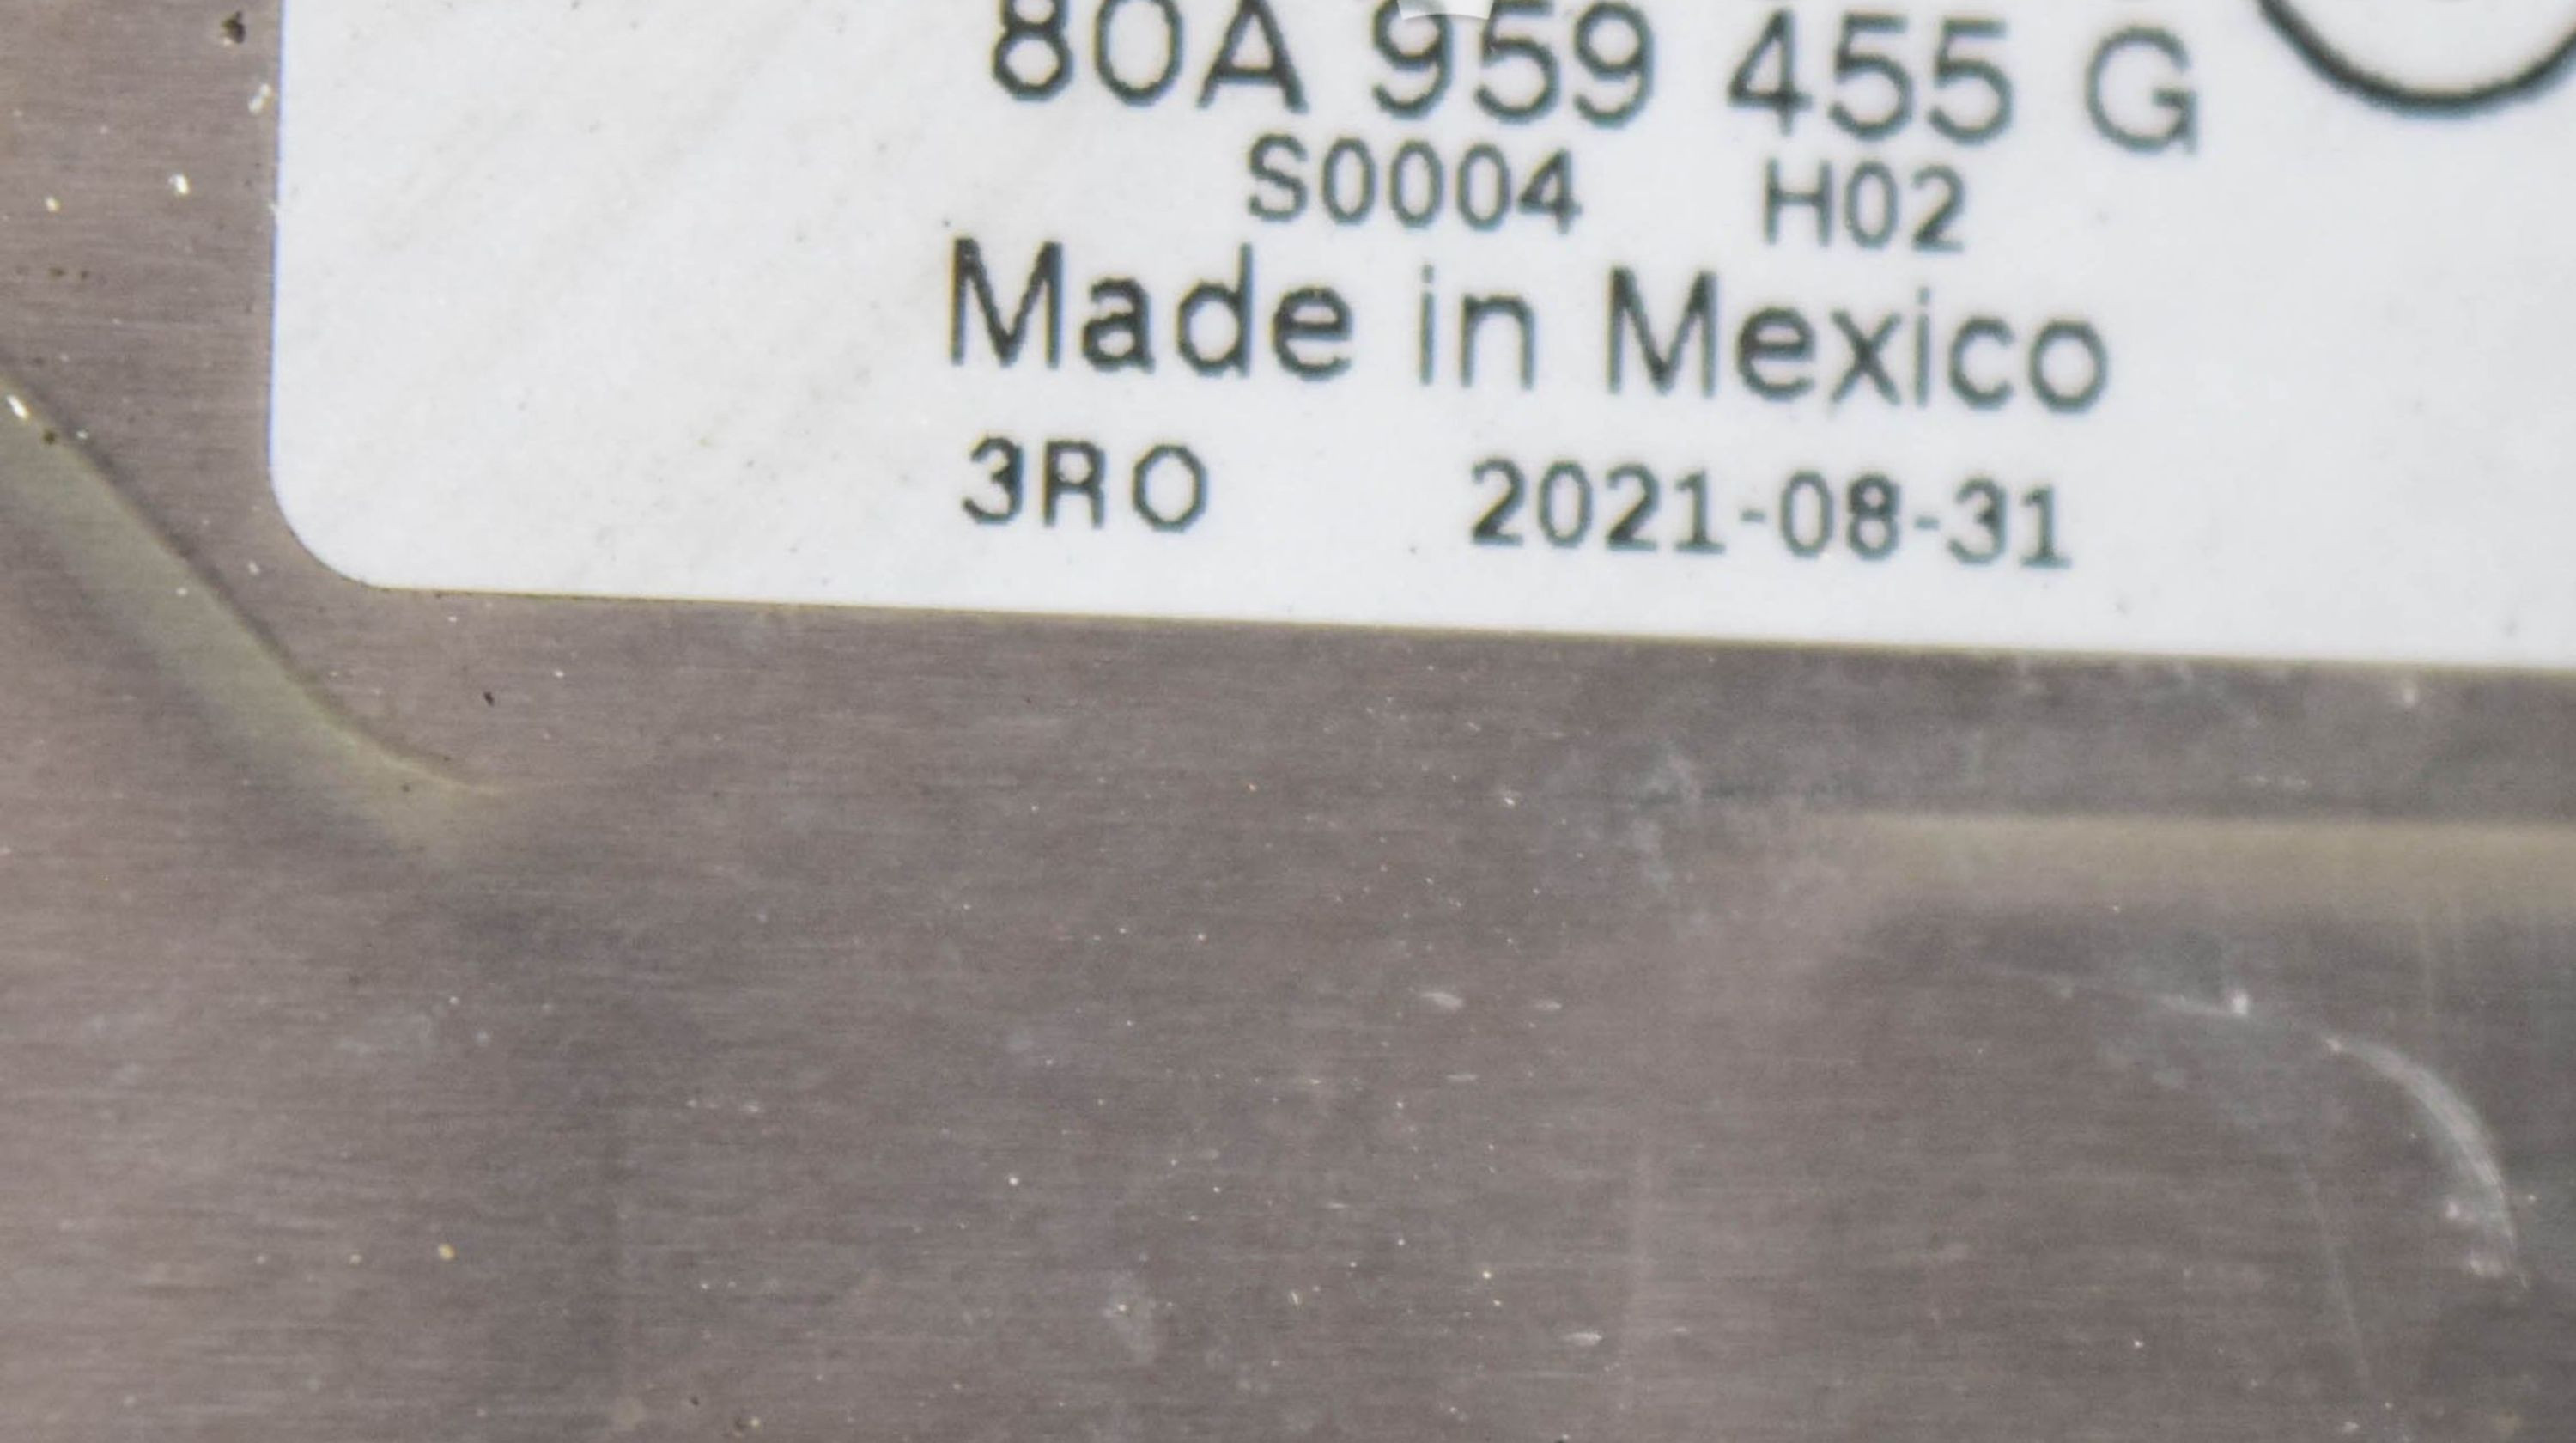 80A 959 455 G
S0004 H02
Made in Mexico
3RO 2021-08-31